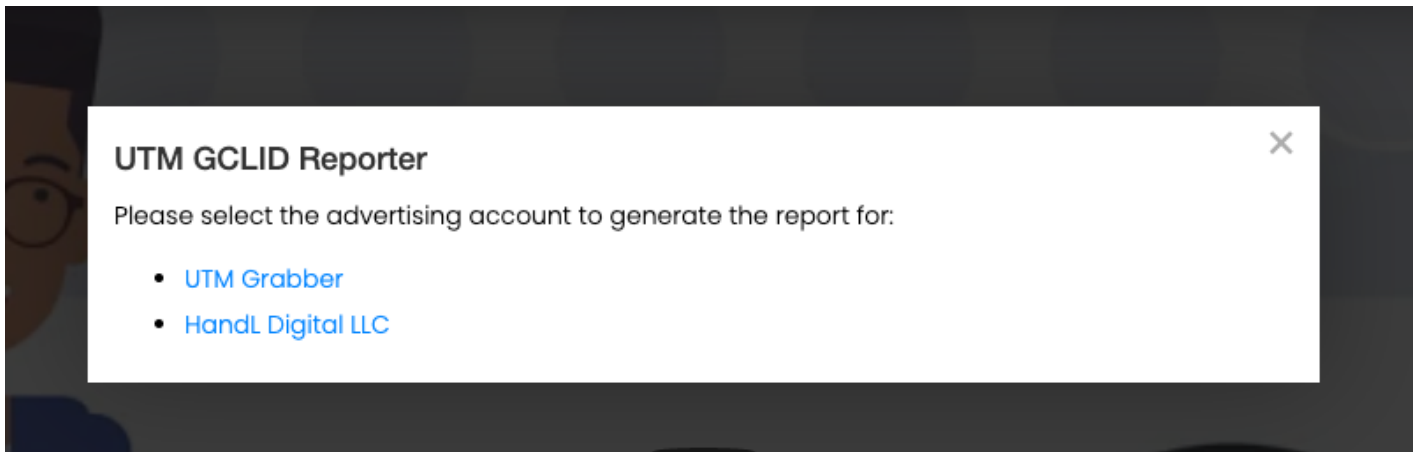 UTM GCLID Reporter
Please select the advertising account to generate the report for:
UTM Grabber
HandL Digital LLC